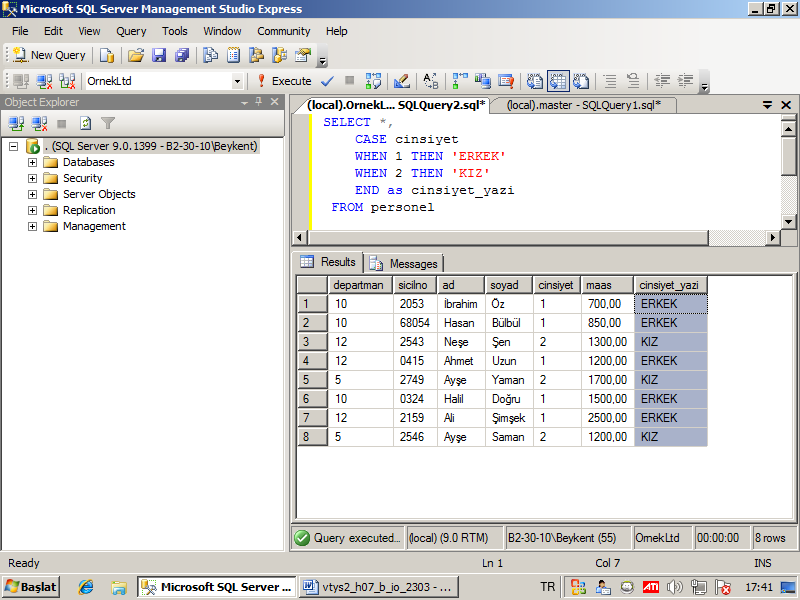 Microsoft SQL Server Management Studio Express
File Edit View Query Tools Window Community Help
New Query
OrnekLtd Execute
Object Explorer
. (SQL Server 9.0.1399 - B2-30-10\Beykent)
Databases
Security
Server Objects
Replication
Management
(local).OrnekL... SQLQuery2.sql* (local).master - SQLQuery1.sql*
SELECT *,
CASE cinsiyet
WHEN 1 THEN 'ERKEK'
WHEN 2 THEN 'KIZ'
END as cinsiyet_yazi
FROM personel
Results Messages
departman sicilno ad soyad cinsiyet maas cinsiyet_yazi
1 10 2053 İbrahim Öz 1 700,00 ERKEK
2 10 68054 Hasan Bülbül 1 850,00 ERKEK
3 12 2543 Neşe Şen 2 1300,00 KIZ
4 12 0415 Ahmet Uzun 1 1200,00 ERKEK
5 5 2749 Ayşe Yaman 2 1700,00 KIZ
6 10 0324 Halil Doğru 1 1500,00 ERKEK
7 12 2159 Ali Şimşek 1 2500,00 ERKEK
8 5 2546 Ayşe Saman 2 1200,00 KIZ
Query executed... (local) (9.0 RTM) B2-30-10\Beykent (55) OrnekLtd 00:00:00 8 rows
Ready Ln 1 Col 7 INS
Başlat Microsoft SQL Server ... vtys2_h07_b_io_2303 - ... TR ATI 17:41